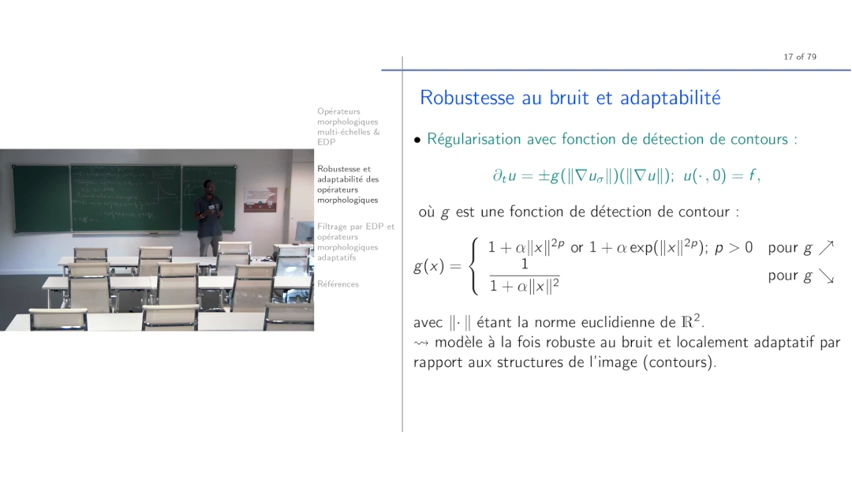 17 of 79
Opérateurs
morphologiques
multi-échelles &
EDP
Robustesse et
adaptabilité des
opérateurs
morphologiques
Filtrage par EDP et
opérateurs
morphologiques
adaptatifs
Références
Robustesse au bruit et adaptabilité
• Régularisation avec fonction de détection de contours :
∂ₜu = ±g(‖∇u_σ‖)(‖∇u‖); u(· , 0) = f,
où g est une fonction de détection de contour :
g(x) = { 1 + α‖x‖²ᵖ or 1 + α exp(‖x‖²ᵖ); p > 0 pour g ↗
1
1 + α‖x‖² pour g ↘
avec ‖·‖ étant la norme euclidienne de ℝ².
⇝ modèle à la fois robuste au bruit et localement adaptatif par
rapport aux structures de l'image (contours).